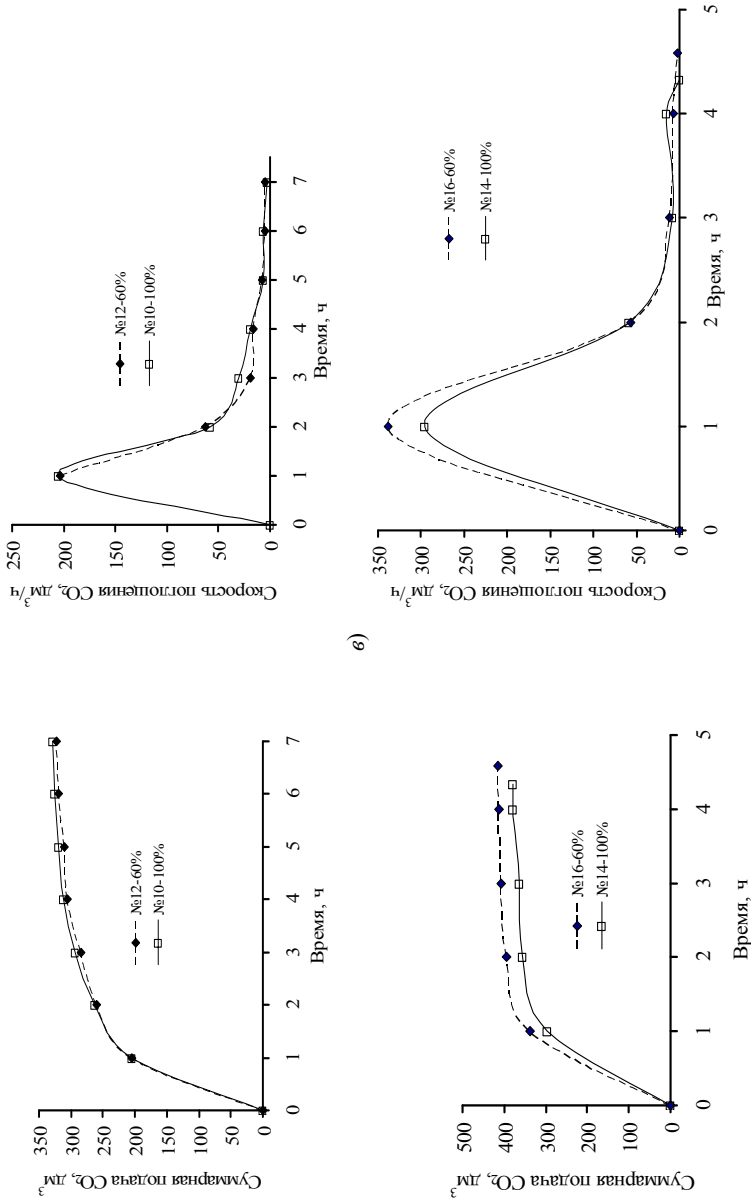 Суммарная подача CO₂, дм³
350
300
250
200
150
100
50
0
0 1 2 3 4 5 6 7
Время, ч
№12-60%
№10-100%
Скорость поглощения CO₂, дм³/ч
250
200
150
100
50
0
0 1 2 3 4 5 6 7
Время, ч
№12-60%
№10-100%
в)
Суммарная подача CO₂, дм³
500
400
300
200
100
0
0 1 2 3 4 5
Время, ч
№16-60%
№14-100%
Скорость поглощения CO₂, дм³/ч
350
300
250
200
150
100
50
0
0 1 2 3 4 5
Время, ч
№16-60%
№14-100%